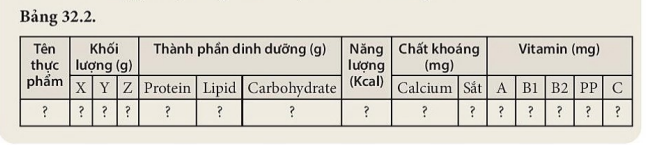 Bảng 32.2.
Tên thực phẩm | Khối lượng (g) | Thành phần dinh dưỡng (g) | Năng lượng (Kcal) | Chất khoáng (mg) | Vitamin (mg)
X | Y | Z | Protein | Lipid | Carbohydrate | Calcium | Sắt | A | B1 | B2 | PP | C
? | ? | ? | ? | ? | ? | ? | ? | ? | ? | ? | ? | ? | ? | ?